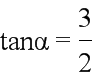 tanα = 3/2